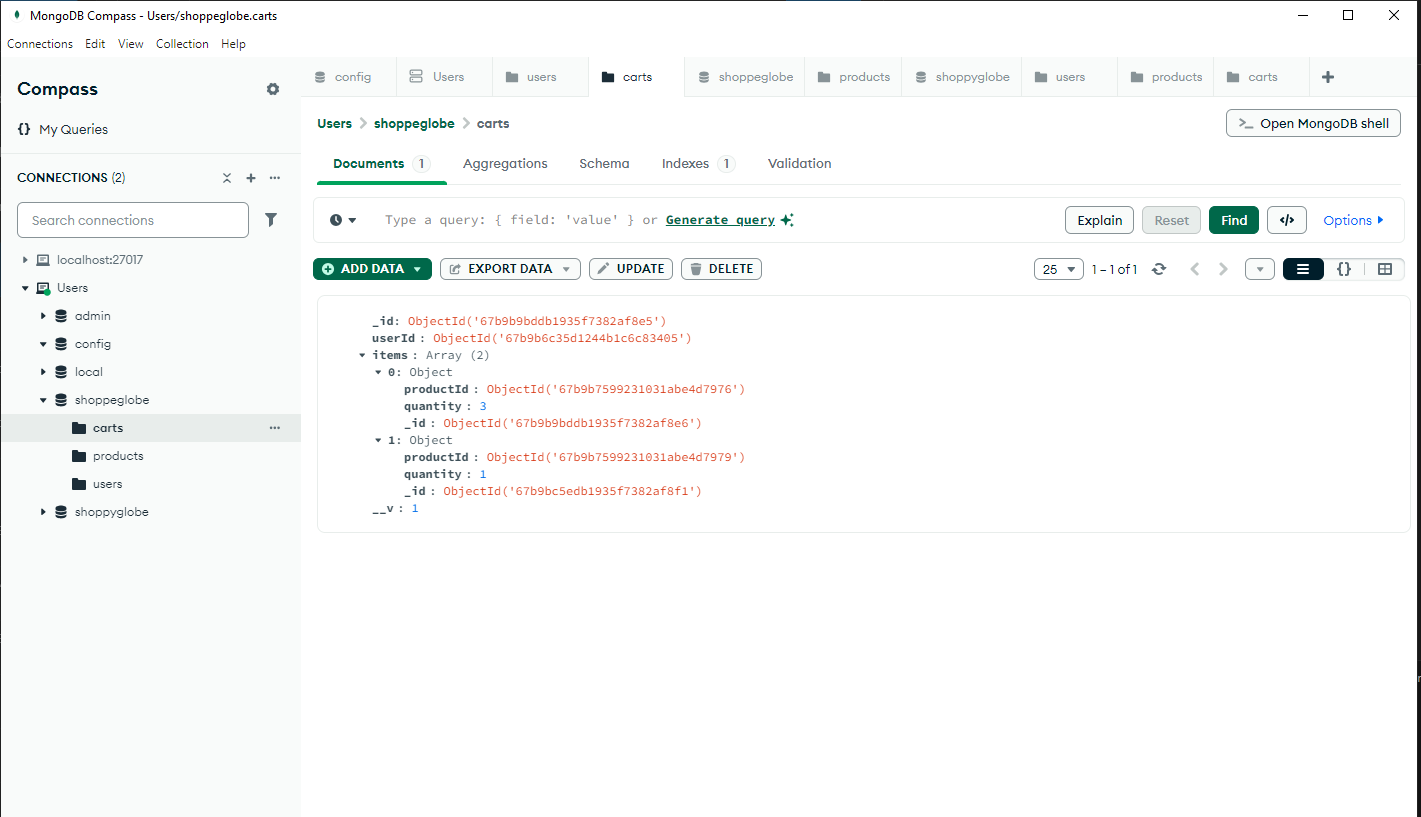 MongoDB Compass - Users/shoppeglobe.carts
Connections Edit View Collection Help
Compass
{} My Queries
CONNECTIONS (2)
Search connections
localhost:27017
Users
admin
config
local
shoppeglobe
carts
products
users
shoppyglobe
config Users users carts shoppeglobe products shoppyglobe users products carts
Users > shoppeglobe > carts
>_ Open MongoDB shell
Documents 1 Aggregations Schema Indexes 1 Validation
Type a query: { field: 'value' } or Generate query
Explain Reset Find </> Options
ADD DATA EXPORT DATA UPDATE DELETE
25 1 – 1 of 1 {}
_id: ObjectId('67b9b9bddb1935f7382af8e5')
userId : ObjectId('67b9b6c35d1244b1c6c83405')
items : Array (2)
0: Object
productId : ObjectId('67b9b7599231031abe4d7976')
quantity : 3
_id : ObjectId('67b9b9bddb1935f7382af8e6')
1: Object
productId : ObjectId('67b9b7599231031abe4d7979')
quantity : 1
_id : ObjectId('67b9bc5edb1935f7382af8f1')
__v : 1